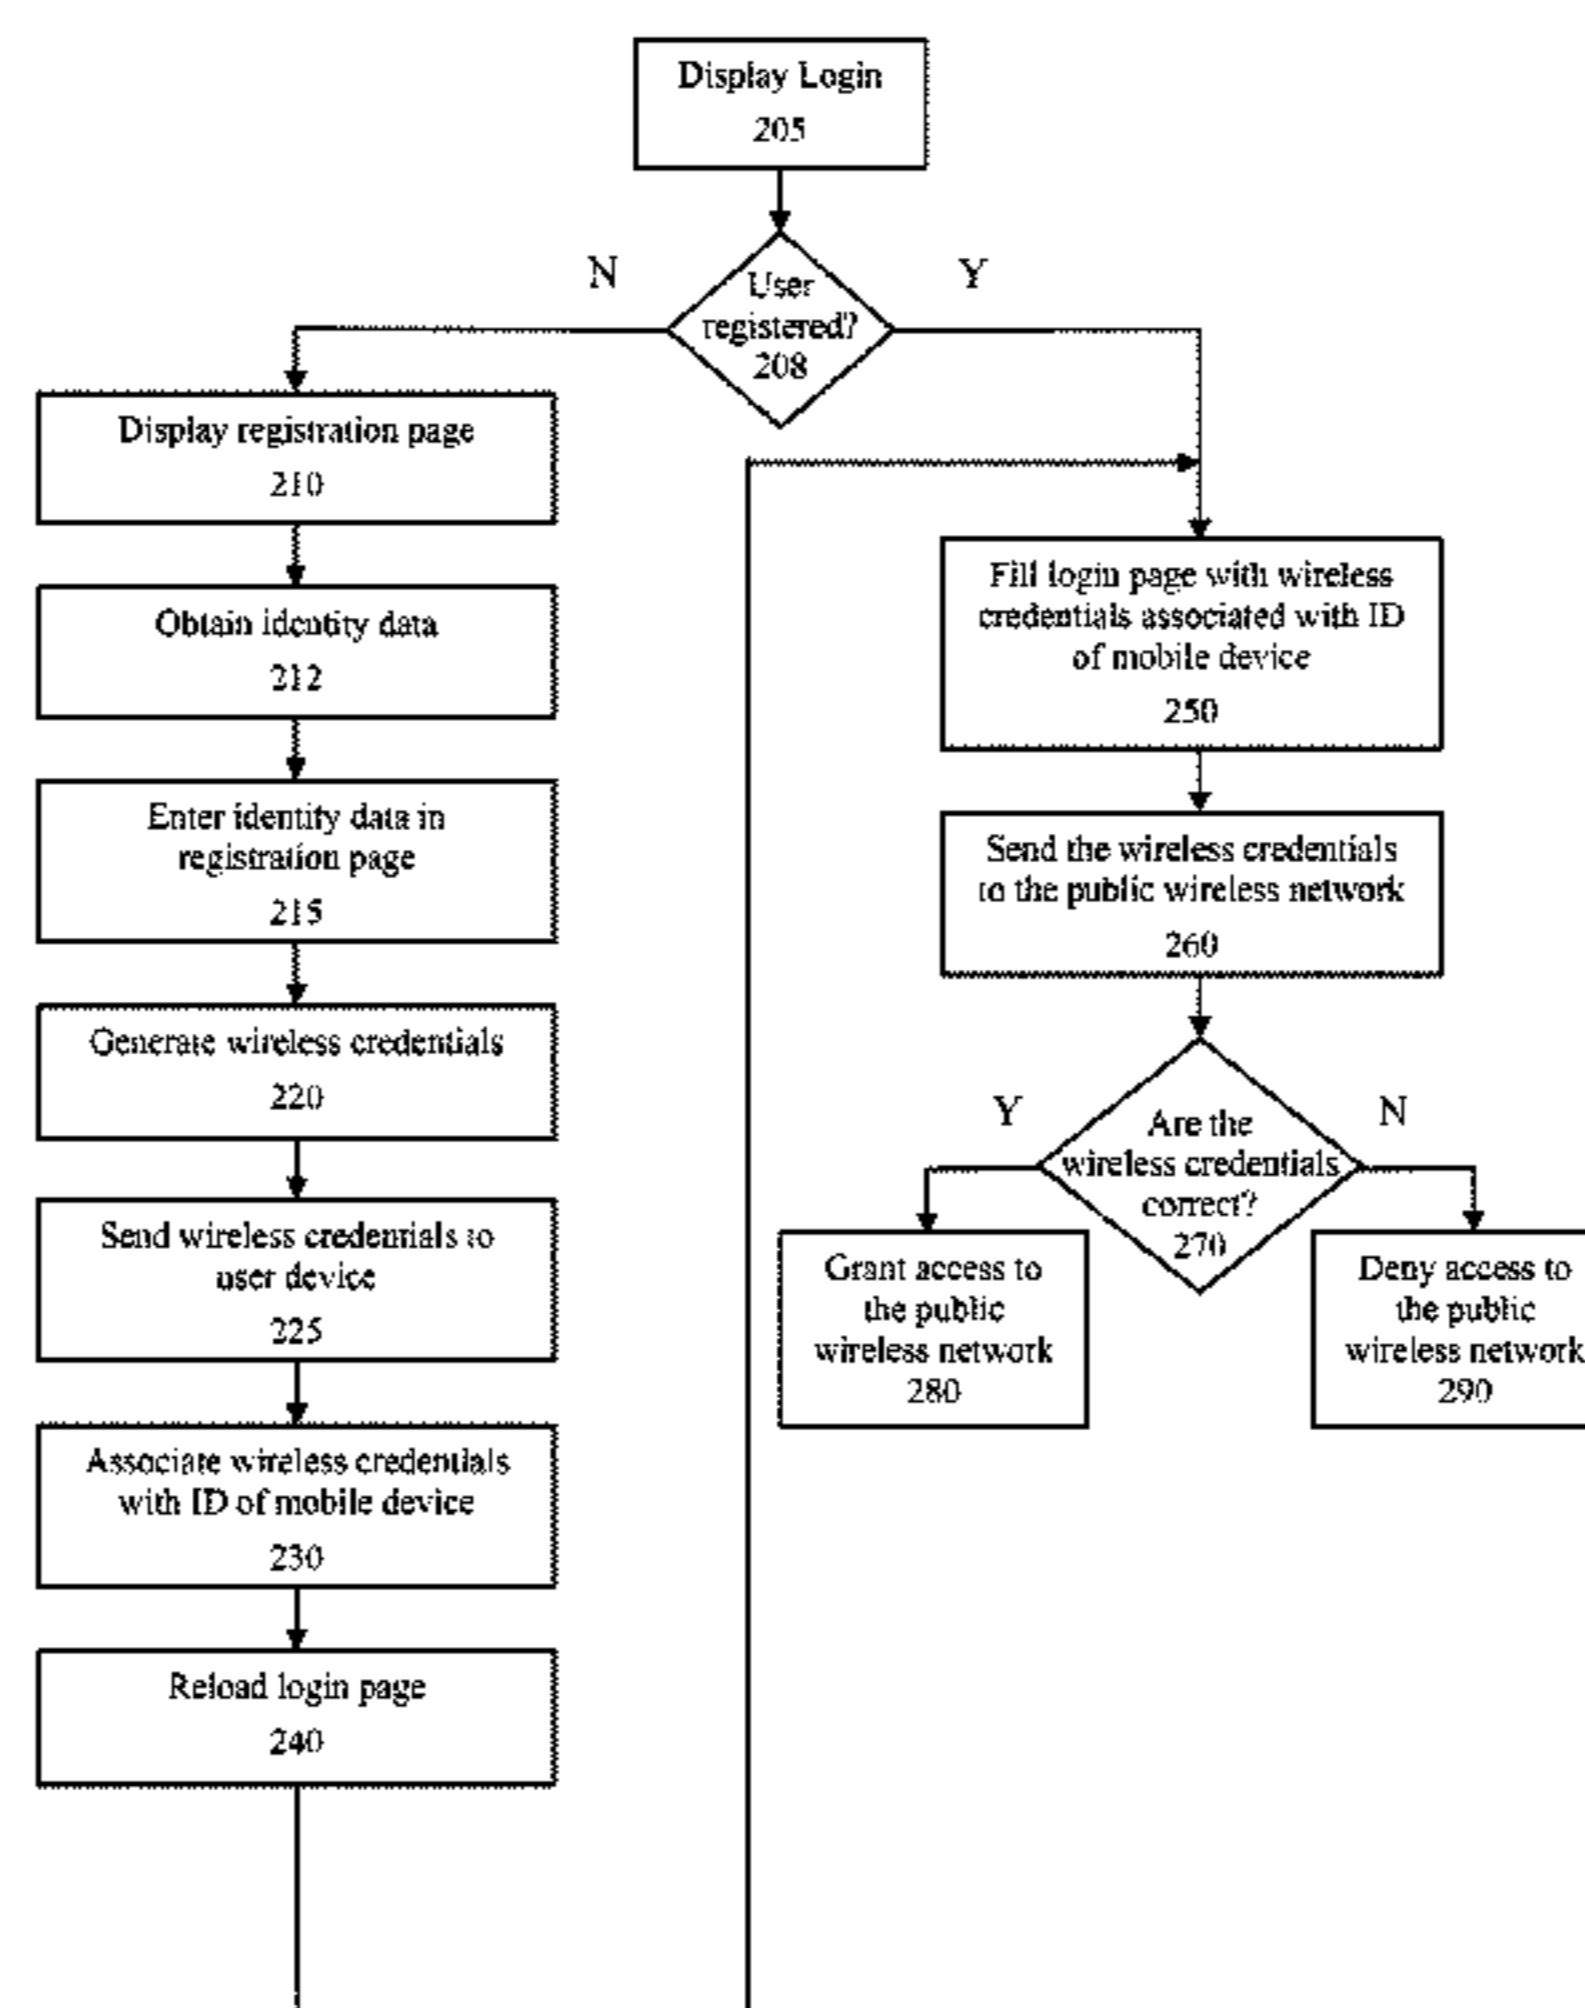 Display Login
205
N
Y
User
registered?
208
Display registration page
210
Obtain identity data
212
Enter identity data in
registration page
215
Generate wireless credentials
220
Send wireless credentials to
user device
225
Associate wireless credentials
with ID of mobile device
230
Reload login page
240
Fill login page with wireless
credentials associated with ID
of mobile device
250
Send the wireless credentials
to the public wireless network
260
Y
N
Are the
wireless credentials
correct?
270
Grant access to
the public
wireless network
280
Deny access to
the public
wireless network
290